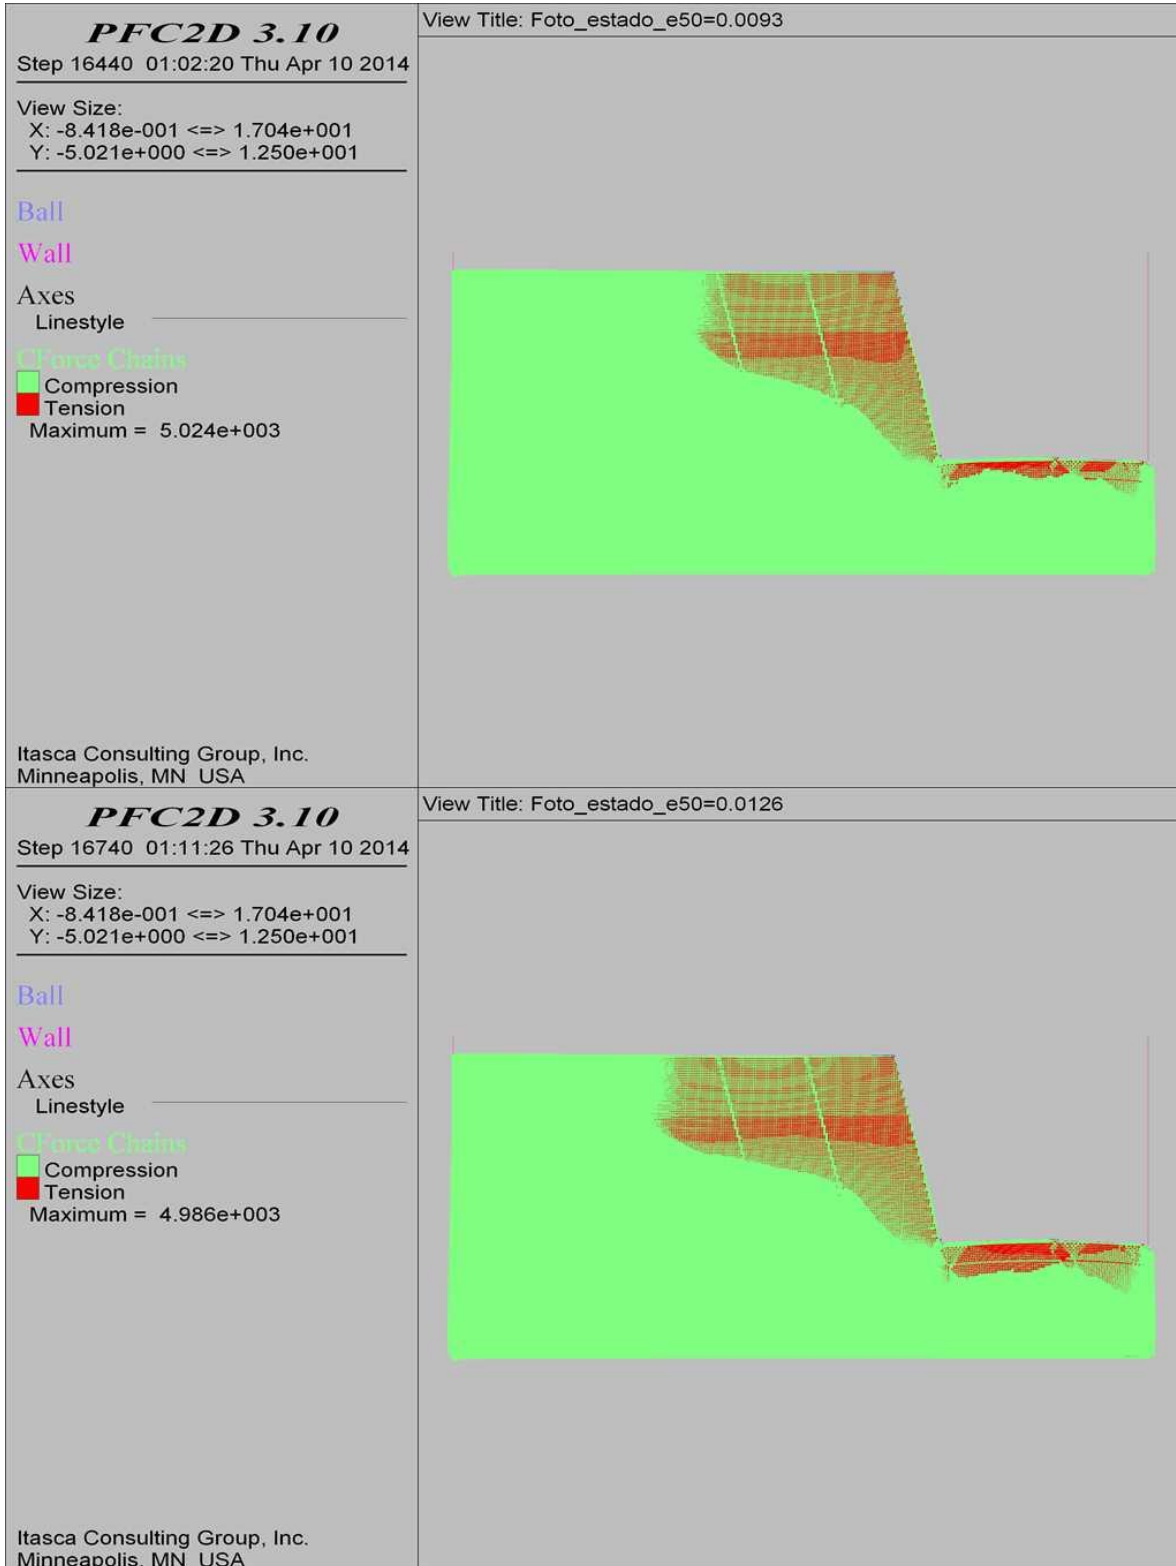 PFC2D 3.10
Step 16440 01:02:20 Thu Apr 10 2014
View Size:
X: -8.418e-001 <=> 1.704e+001
Y: -5.021e+000 <=> 1.250e+001
Ball
Wall
Axes
Linestyle
CForce Chains
Compression
Tension
Maximum = 5.024e+003
Itasca Consulting Group, Inc.
Minneapolis, MN USA
View Title: Foto_estado_e50=0.0093
PFC2D 3.10
Step 16740 01:11:26 Thu Apr 10 2014
View Size:
X: -8.418e-001 <=> 1.704e+001
Y: -5.021e+000 <=> 1.250e+001
Ball
Wall
Axes
Linestyle
CForce Chains
Compression
Tension
Maximum = 4.986e+003
Itasca Consulting Group, Inc.
Minneapolis, MN USA
View Title: Foto_estado_e50=0.0126